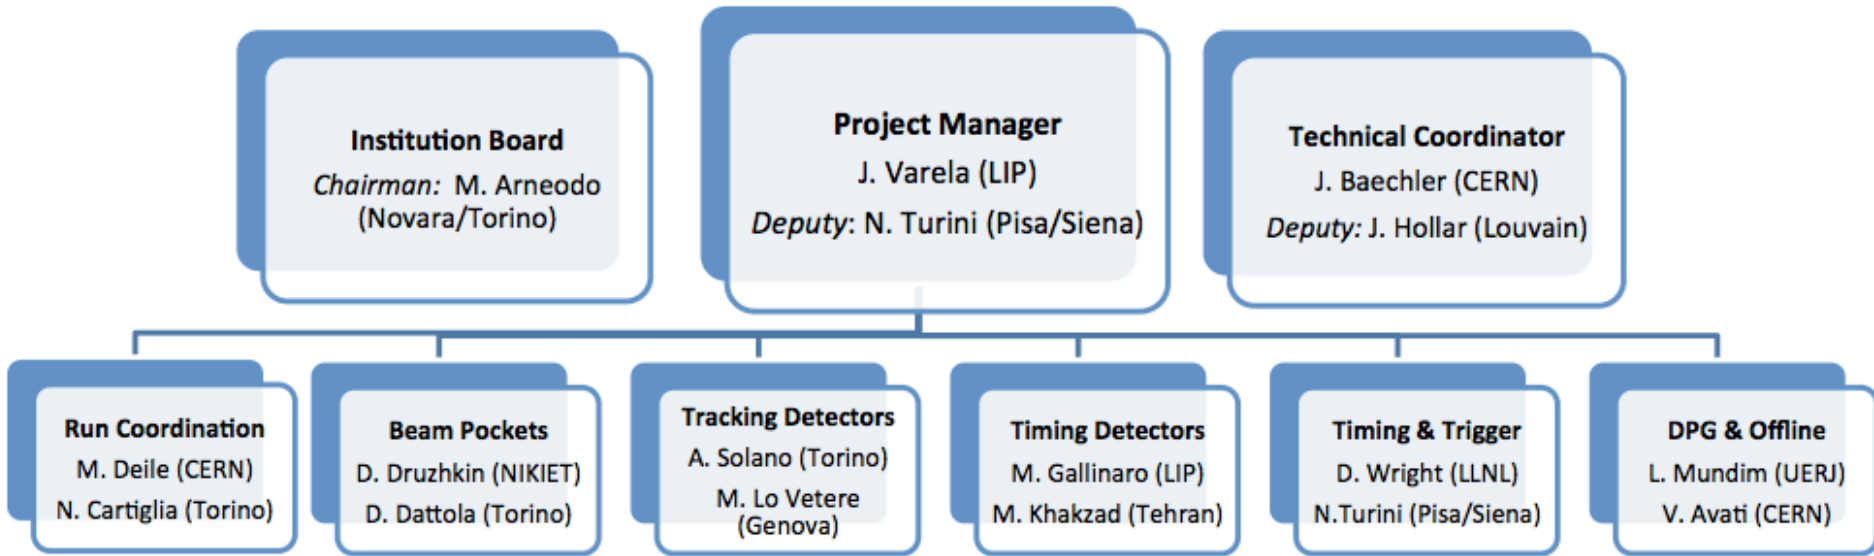 Institution Board
Chairman: M. Arneodo
(Novara/Torino)
Project Manager
J. Varela (LIP)
Deputy: N. Turini (Pisa/Siena)
Technical Coordinator
J. Baechler (CERN)
Deputy: J. Hollar (Louvain)
Run Coordination
M. Deile (CERN)
N. Cartiglia (Torino)
Beam Pockets
D. Druzhkin (NIKIET)
D. Dattola (Torino)
Tracking Detectors
A. Solano (Torino)
M. Lo Vetere
(Genova)
Timing Detectors
M. Gallinaro (LIP)
M. Khakzad (Tehran)
Timing & Trigger
D. Wright (LLNL)
N.Turini (Pisa/Siena)
DPG & Offline
L. Mundim (UERJ)
V. Avati (CERN)